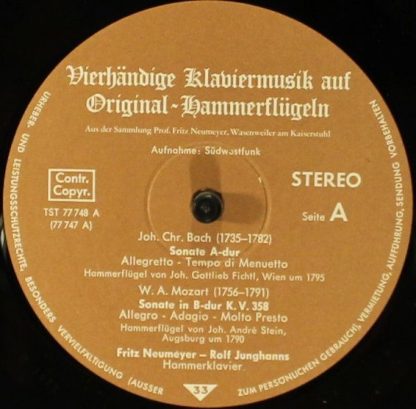 Vierhändige Klaviermusik auf
Original-Hammerflügeln
Aus der Sammlung Prof. Fritz Neumeyer, Wasenweiler am Kaiserstuhl
Aufnahme: Südwestfunk
Contr.
Copyr.
STEREO
TST 77 748 A
(77 747 A)
Seite A
Joh. Chr. Bach (1735–1782)
Sonate A-dur
Allegretto - Tempo di Menuetto
Hammerflügel von Joh. Gottlieb Fichtl, Wien um 1795
W. A. Mozart (1756–1791)
Sonate in B-dur K. V. 358
Allegro - Adagio - Molto Presto
Hammerflügel von Joh. André Stein,
Augsburg um 1790
Fritz Neumeyer – Rolf Junghanns
Hammerklavier
33
URHEBER- UND LEISTUNGSSCHUTZRECHTE, BESONDERS VERVIELFÄLTIGUNG (AUSSER ZUM PERSÖNLICHEN GEBRAUCH), VERMIETUNG, AUFFÜHRUNG, SENDUNG VORBEHALTEN